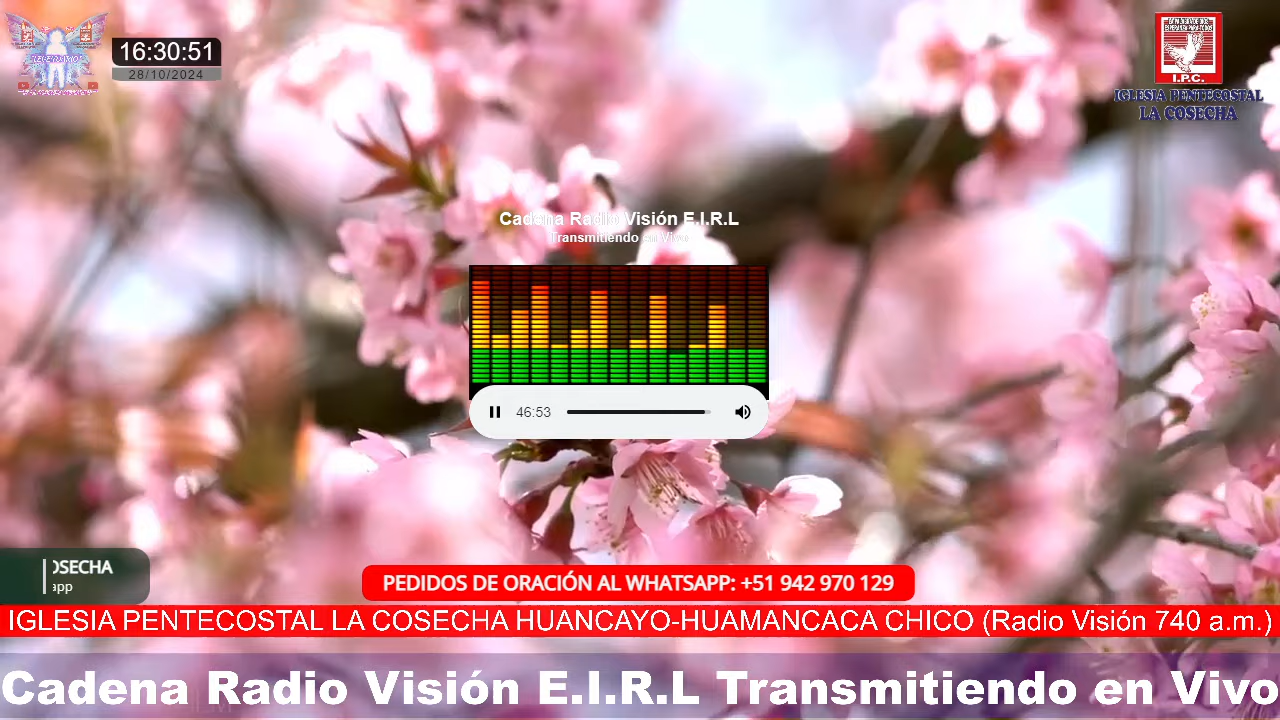 16:30:51
28/10/2024
I.P.C.
IGLESIA PENTECOSTAL
LA COSECHA
Cadena Radio Visión E.I.R.L
Transmitiendo en Vivo
46:53
OSECHA
app
PEDIDOS DE ORACIÓN AL WHATSAPP: +51 942 970 129
IGLESIA PENTECOSTAL LA COSECHA HUANCAYO-HUAMANCACA CHICO (Radio Visión 740 a.m.)
Cadena Radio Visión E.I.R.L Transmitiendo en Vivo